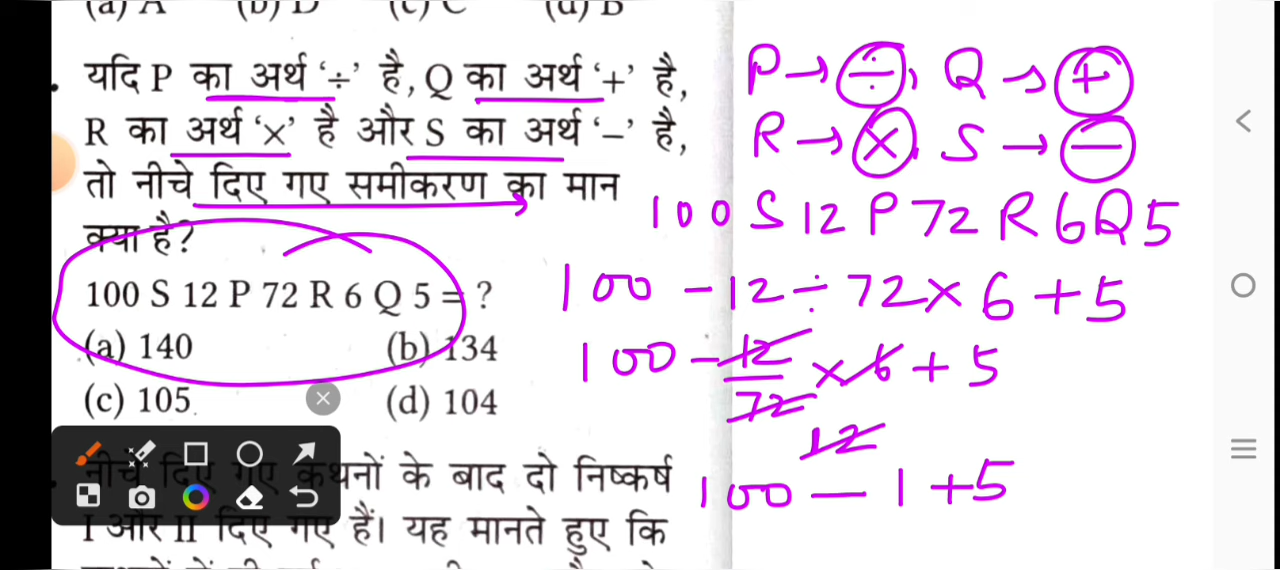 (a) A (b) D (c) C (d) B
यदि P का अर्थ ‘÷’ है, Q का अर्थ ‘+’ है,
R का अर्थ ‘×’ है और S का अर्थ ‘–’ है,
तो नीचे दिए गए समीकरण का मान
क्या है?
100 S 12 P 72 R 6 Q 5 = ?
(a) 140 (b) 134
(c) 105 (d) 104
नीचे दिए गए कथनों के बाद दो निष्कर्ष
I और II दिए गए हैं। यह मानते हुए कि
P → ÷, Q → +
R → ×, S → –
100 S 12 P 72 R 6 Q 5
100 – 12 ÷ 72 × 6 + 5
100 – 12/72 × 6 + 5
12
100 – 1 + 5